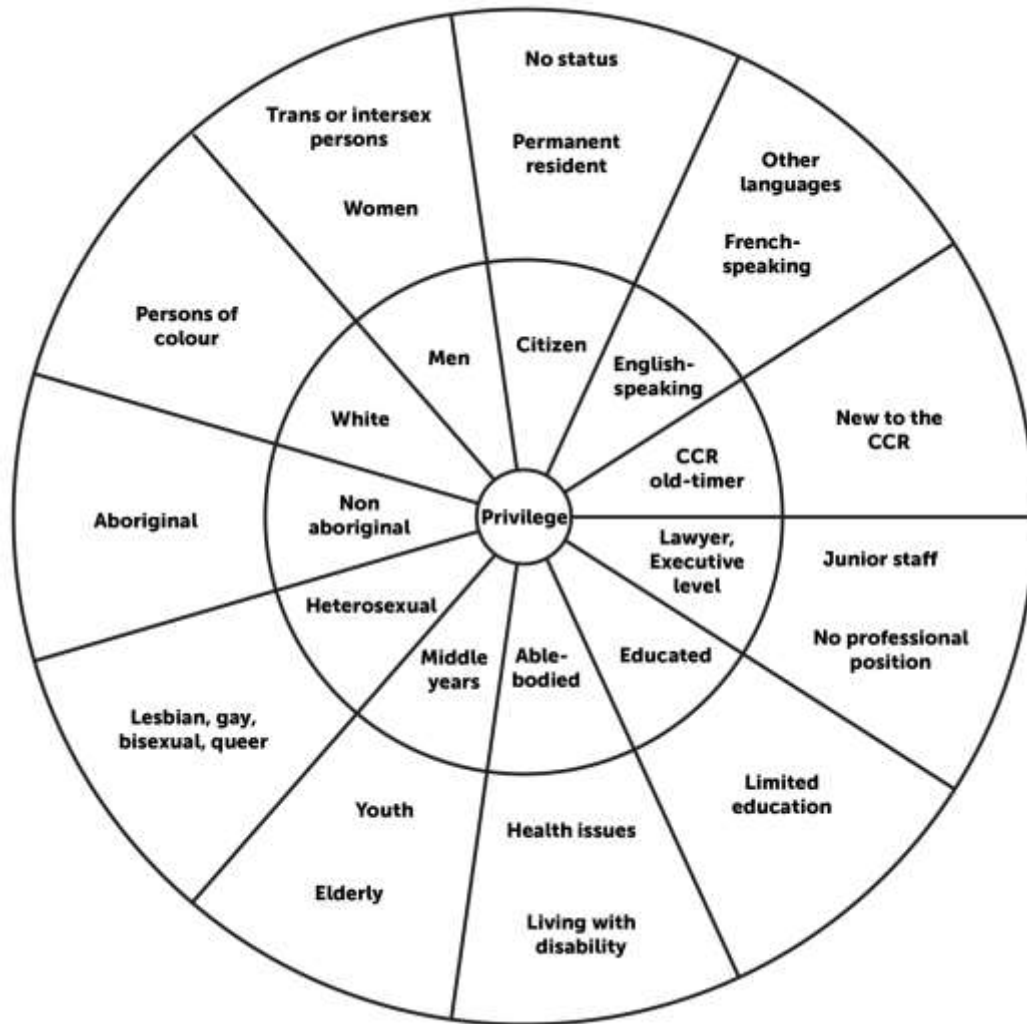 No status
Permanent
resident
Citizen
Other
languages
French-
speaking
English-
speaking
New to the
CCR
CCR
old-timer
Junior staff
No professional
position
Lawyer,
Executive
level
Limited
education
Educated
Health issues
Living with
disability
Able-
bodied
Youth
Elderly
Middle
years
Lesbian, gay,
bisexual, queer
Heterosexual
Aboriginal
Non
aboriginal
Persons of
colour
White
Trans or intersex
persons
Women
Men
Privilege